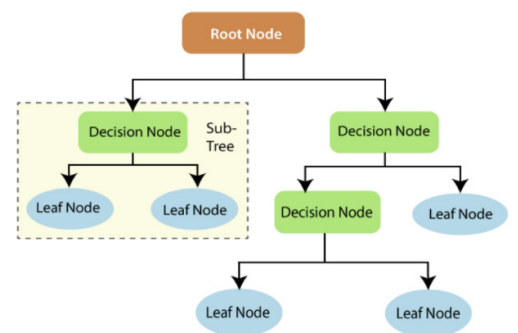 Root Node
Decision Node
Sub-
Tree
Decision Node
Leaf Node
Leaf Node
Decision Node
Leaf Node
Leaf Node
Leaf Node